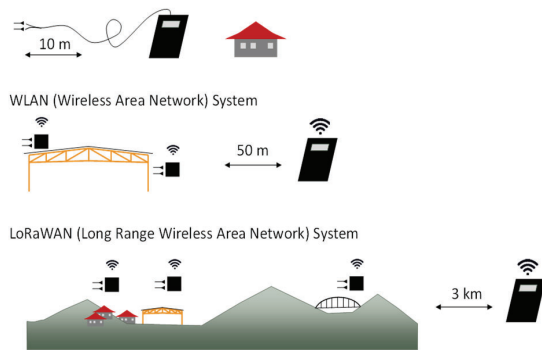 10 m
WLAN (Wireless Area Network) System
50 m
LoRaWAN (Long Range Wireless Area Network) System
3 km